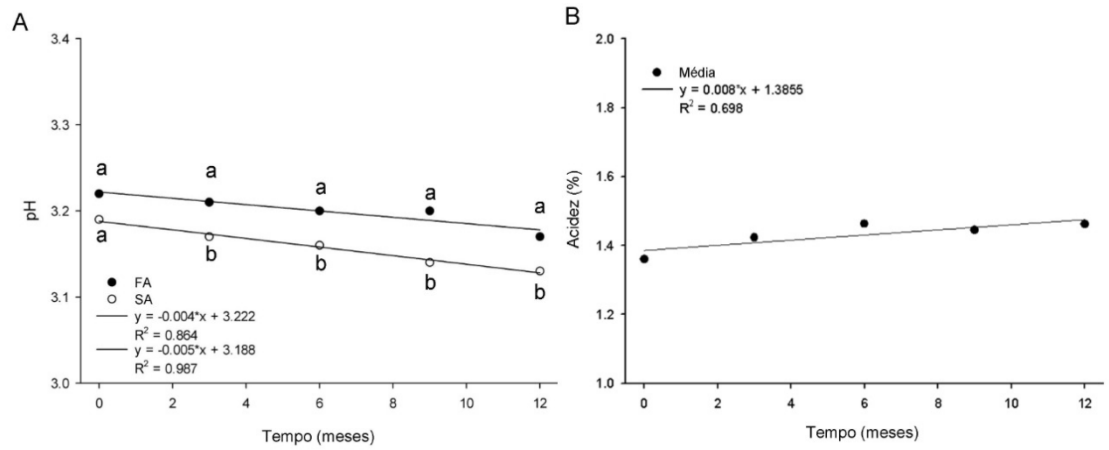 A
3.4
3.3
3.2
3.1
3.0
pH
a a a a a
a b b b b
FA
SA
y = -0.004*x + 3.222
R² = 0.864
y = -0.005*x + 3.188
R² = 0.987
0 2 4 6 8 10 12
Tempo (meses)
B
2.0
1.8
1.6
1.4
1.2
1.0
Acidez (%)
Média
y = 0.008*x + 1.3855
R² = 0.698
0 2 4 6 8 10 12
Tempo (meses)